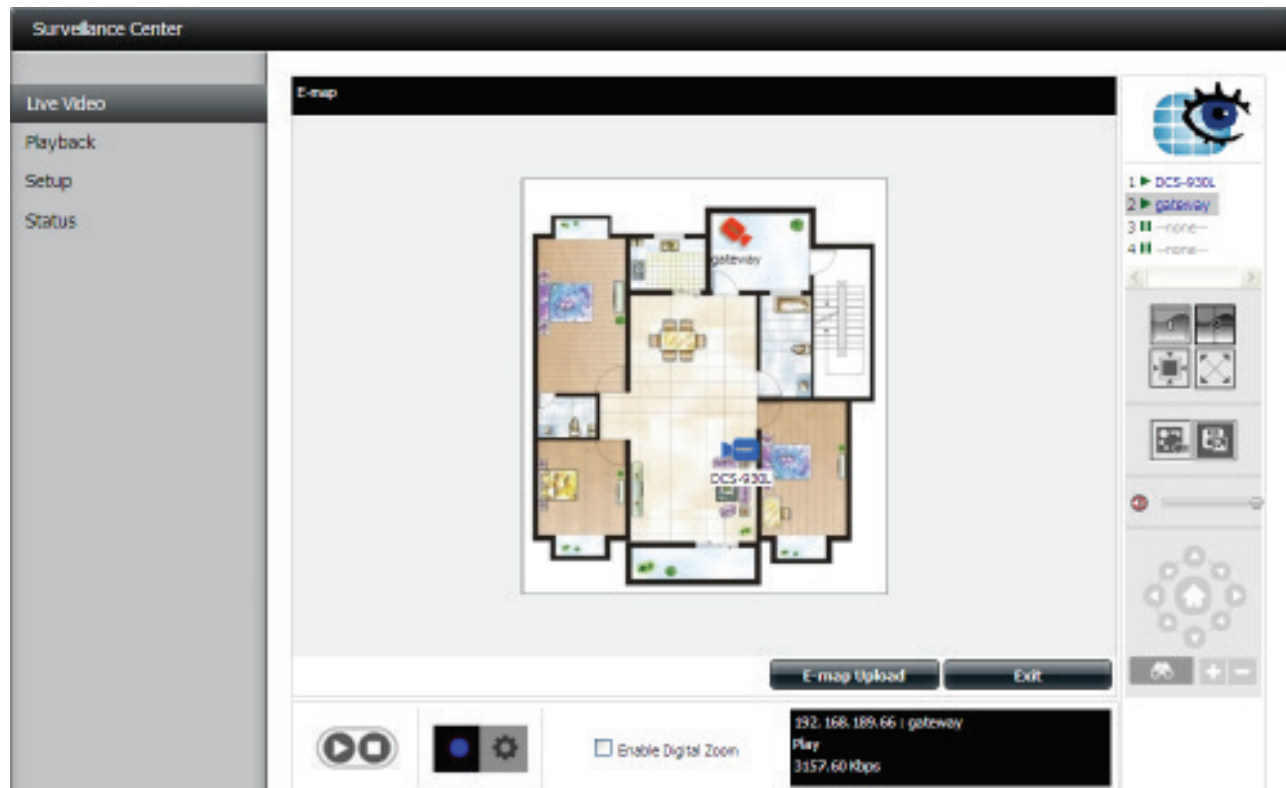 Surveillance Center
Live Video
Playback
Setup
Status
E-map
gateway
DCS-930L
E-map Upload
Exit
Enable Digital Zoom
192.168.189.66 : gateway
Play
3157.60 Kbps
1 DCS-930L
2 gateway
3 --none--
4 --none--